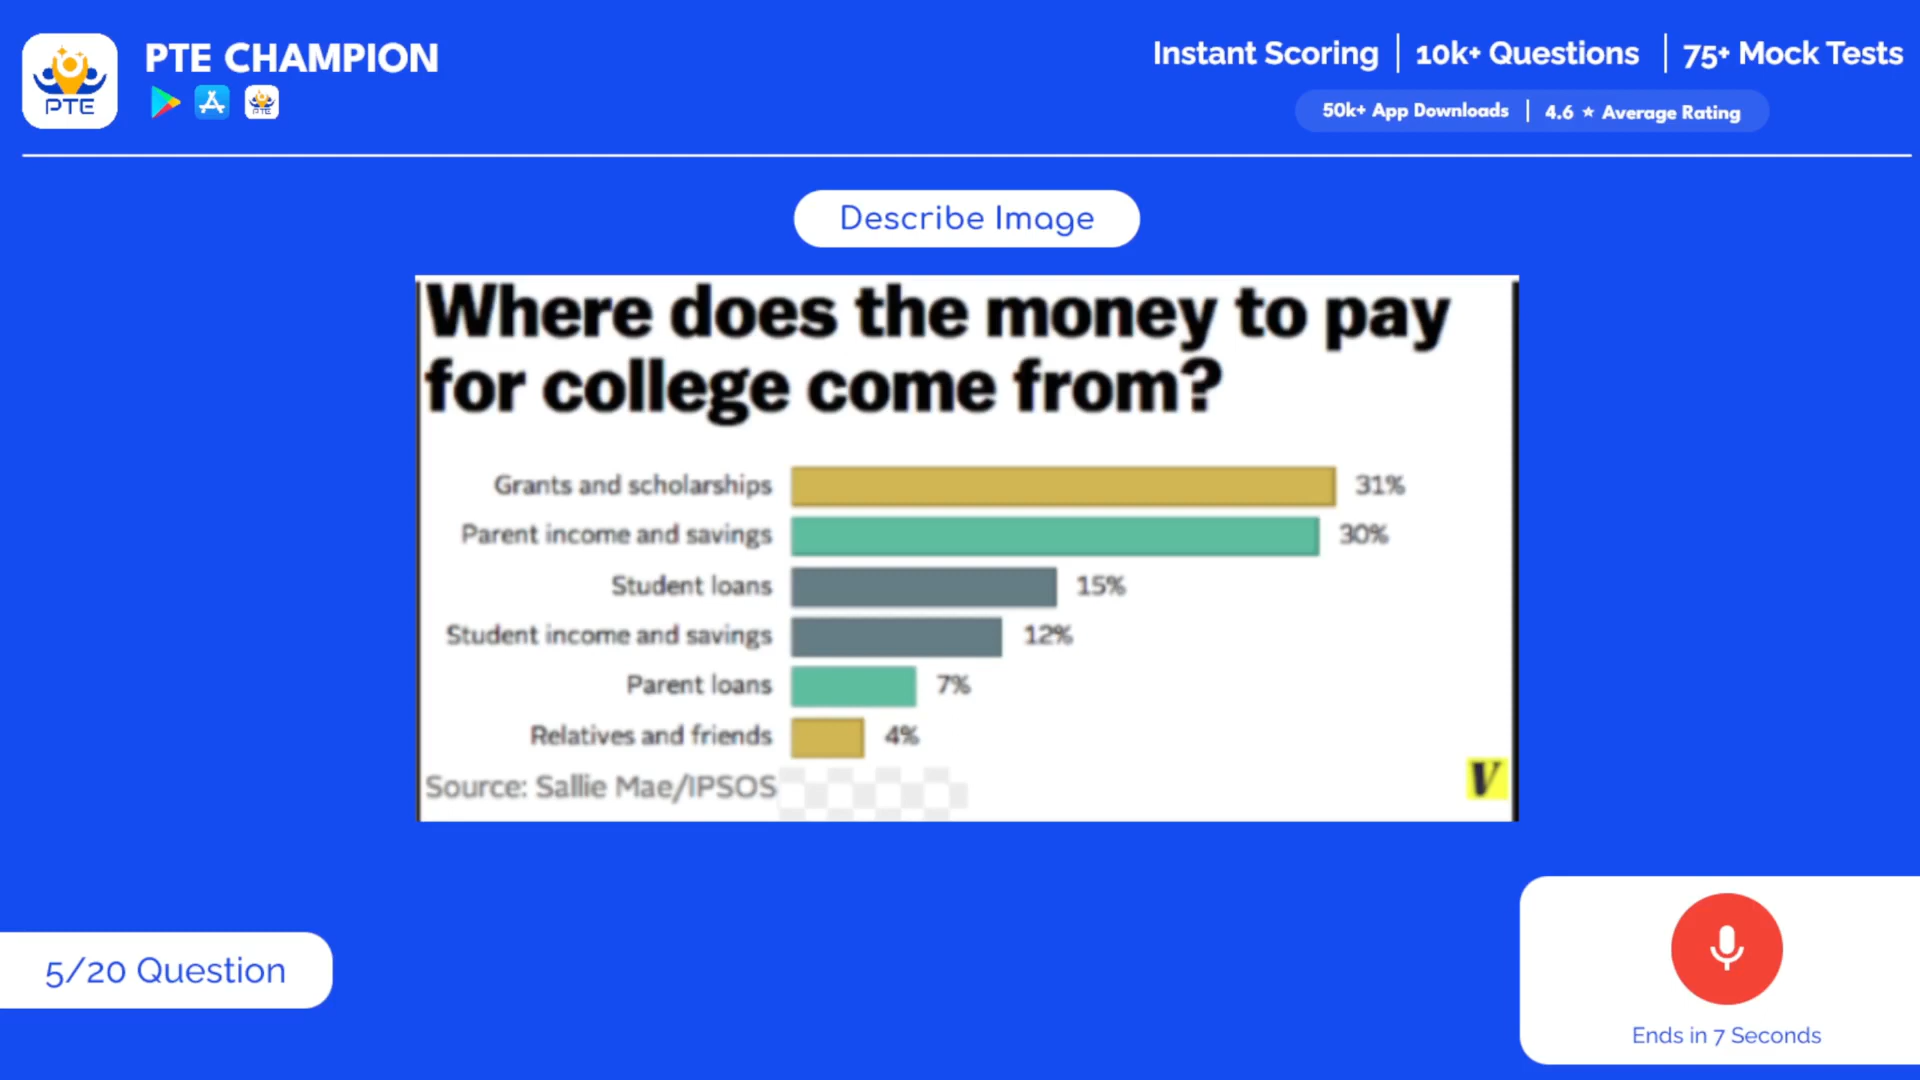 PTE CHAMPION
PTE
PTE
Instant Scoring | 10k+ Questions | 75+ Mock Tests
50k+ App Downloads | 4.6 ★ Average Rating
Describe Image
Where does the money to pay
for college come from?
Grants and scholarships 31%
Parent income and savings 30%
Student loans 15%
Student income and savings 12%
Parent loans 7%
Relatives and friends 4%
Source: Sallie Mae/IPSOS
V
5/20 Question
Ends in 7 Seconds